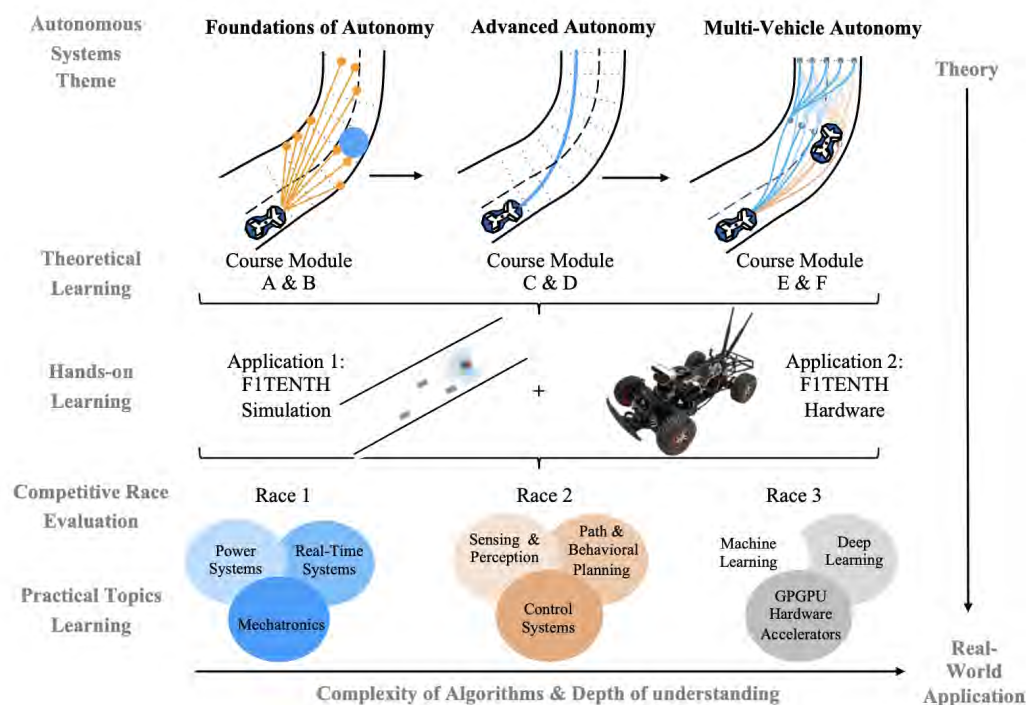 Autonomous
Systems
Theme
Foundations of Autonomy
Advanced Autonomy
Multi-Vehicle Autonomy
Theory
Theoretical
Learning
Course Module
A & B
Course Module
C & D
Course Module
E & F
Hands-on
Learning
Application 1:
F1TENTH
Simulation
+
Application 2:
F1TENTH
Hardware
Competitive Race
Evaluation
Race 1
Race 2
Race 3
Practical Topics
Learning
Power
Systems
Real-Time
Systems
Mechatronics
Sensing &
Perception
Path &
Behavioral
Planning
Control
Systems
Machine
Learning
Deep
Learning
GPGPU
Hardware
Accelerators
Real-
World
Application
Complexity of Algorithms & Depth of understanding